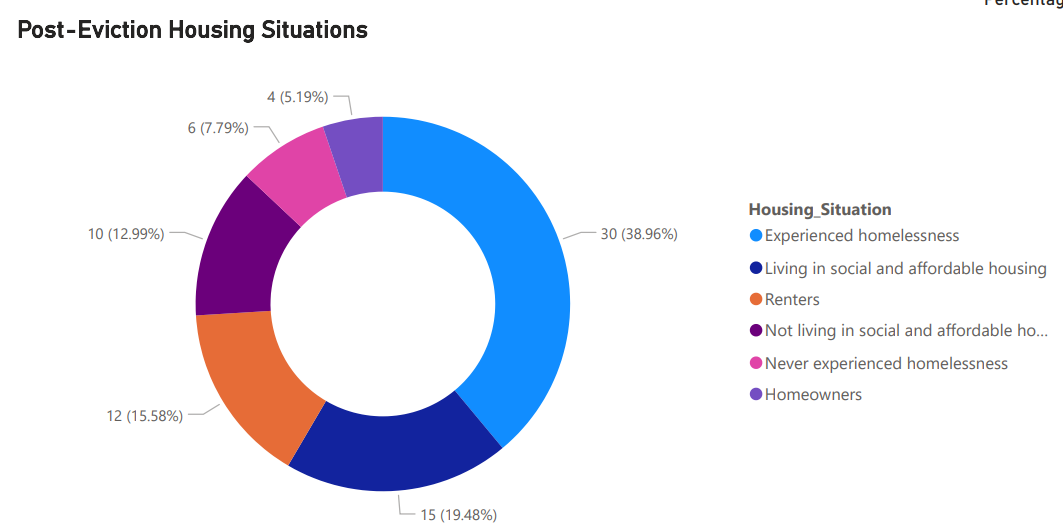 Percentag
Post-Eviction Housing Situations
4 (5.19%)
6 (7.79%)
10 (12.99%)
30 (38.96%)
12 (15.58%)
15 (19.48%)
Housing_Situation
Experienced homelessness
Living in social and affordable housing
Renters
Not living in social and affordable ho...
Never experienced homelessness
Homeowners